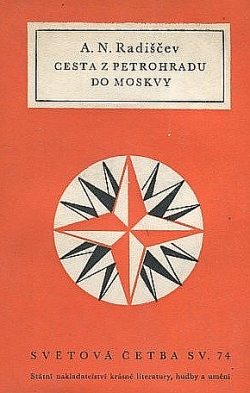 A. N. Radiščev
CESTA Z PETROHRADU
DO MOSKVY
SVĚTOVÁ ČETBA SV. 74
Státní nakladatelství krásné literatury, hudby a umění